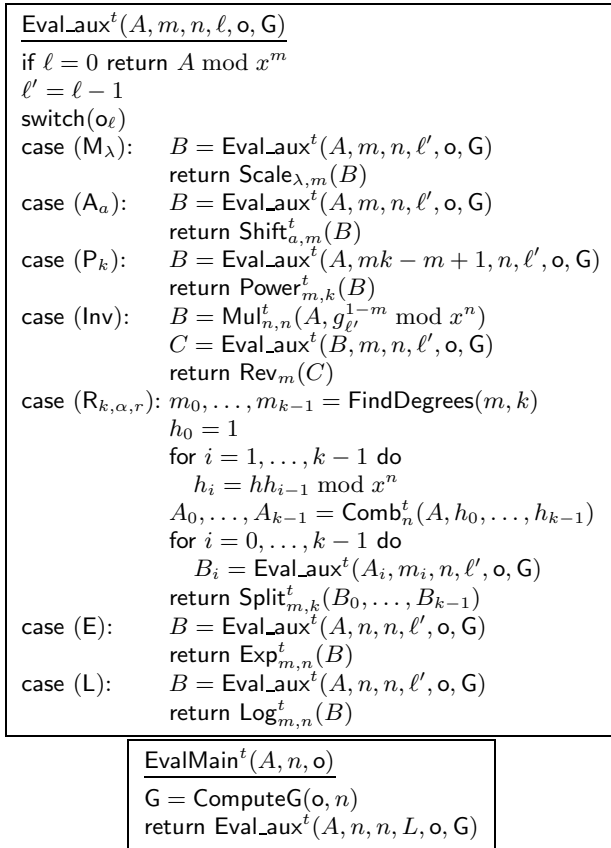 Eval_aux^t(A, m, n, ℓ, o, G)
if ℓ = 0 return A mod x^m
ℓ′ = ℓ − 1
switch(o_ℓ)
case (M_λ): B = Eval_aux^t(A, m, n, ℓ′, o, G)
return Scale_{λ,m}(B)
case (A_a): B = Eval_aux^t(A, m, n, ℓ′, o, G)
return Shift^t_{a,m}(B)
case (P_k): B = Eval_aux^t(A, mk − m + 1, n, ℓ′, o, G)
return Power^t_{m,k}(B)
case (Inv): B = Mul^t_{n,n}(A, g_{ℓ′}^{1−m} mod x^n)
C = Eval_aux^t(B, m, n, ℓ′, o, G)
return Rev_m(C)
case (R_{k,α,r}): m_0, . . . , m_{k−1} = FindDegrees(m, k)
h_0 = 1
for i = 1, . . . , k − 1 do
h_i = hh_{i−1} mod x^n
A_0, . . . , A_{k−1} = Comb^t_n(A, h_0, . . . , h_{k−1})
for i = 0, . . . , k − 1 do
B_i = Eval_aux^t(A_i, m_i, n, ℓ′, o, G)
return Split^t_{m,k}(B_0, . . . , B_{k−1})
case (E): B = Eval_aux^t(A, n, n, ℓ′, o, G)
return Exp^t_{m,n}(B)
case (L): B = Eval_aux^t(A, n, n, ℓ′, o, G)
return Log^t_{m,n}(B)
EvalMain^t(A, n, o)
G = ComputeG(o, n)
return Eval_aux^t(A, n, n, L, o, G)